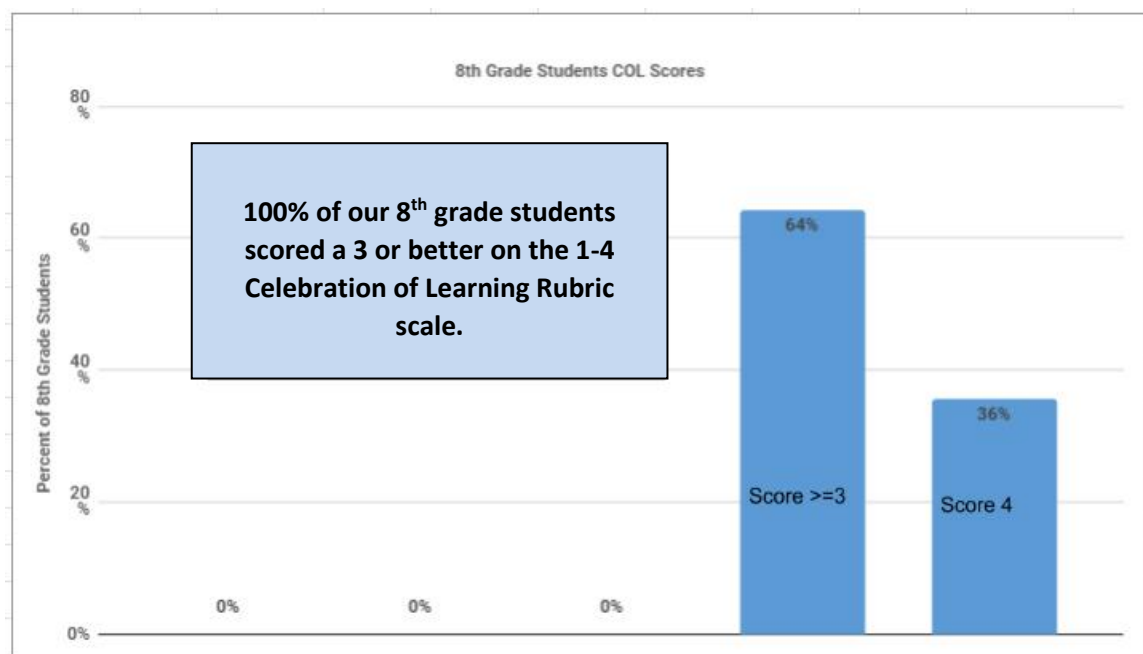 8th Grade Students COL Scores
80
%
60
%
40
%
20
%
0%
Percent of 8th Grade Students
100% of our 8th grade students
scored a 3 or better on the 1-4
Celebration of Learning Rubric
scale.
0%
0%
0%
64%
Score >=3
36%
Score 4